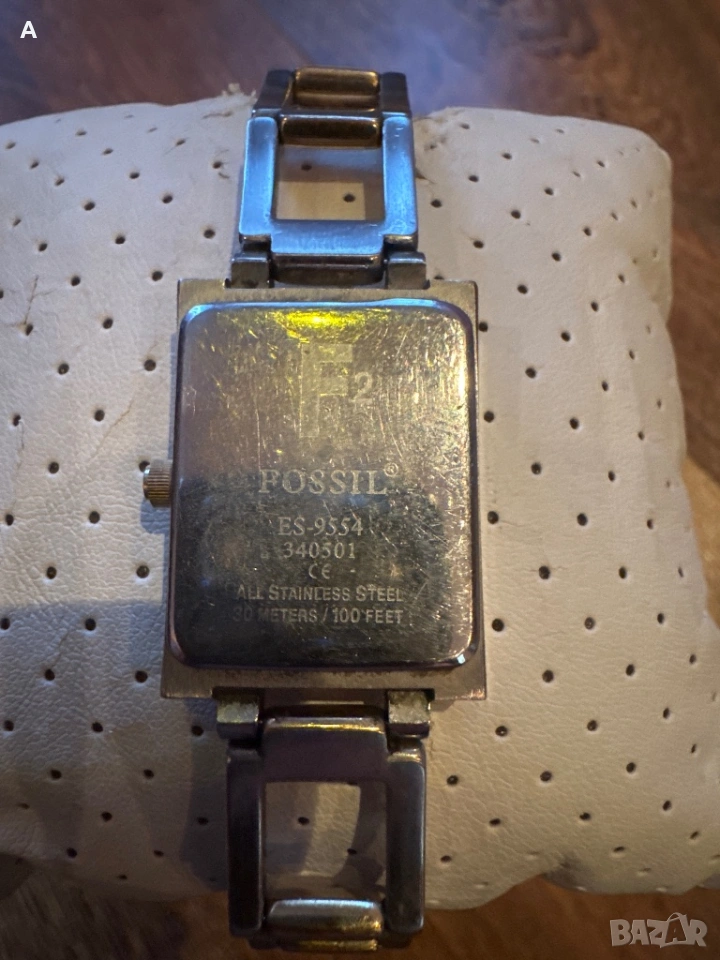 A
F2
FOSSIL®
ES-9554
340501
CE
ALL STAINLESS STEEL
30 METERS / 100 FEET
BAZAR